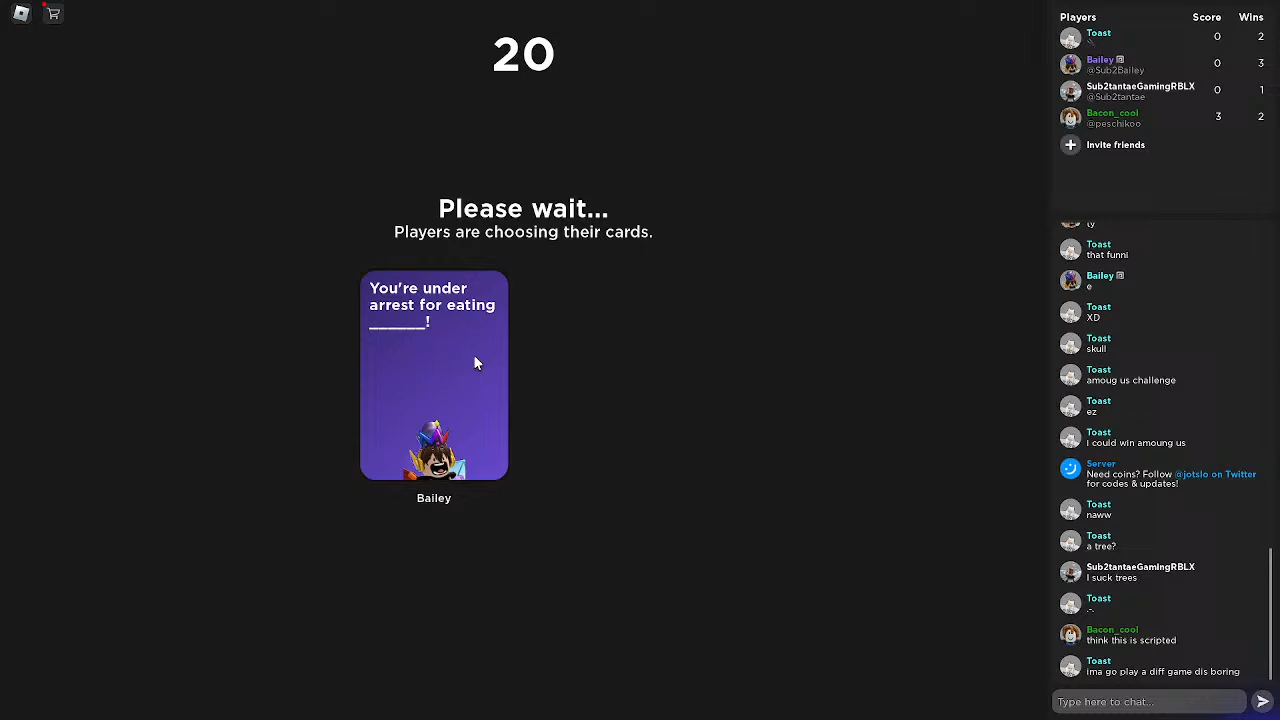 20
Please wait...
Players are choosing their cards.
You're under
arrest for eating
______!
Bailey
Players Score Wins
Toast 0 2
Bailey 0 3
@Sub2Bailey
Sub2tantaeGamingRBLX 0 1
@Sub2tantae
Bacon_cool 3 2
@peschikoo
Invite friends
ty
Toast
that funni
Bailey
e
Toast
XD
Toast
skull
Toast
amoug us challenge
Toast
ez
Toast
I could win amoung us
Server
Need coins? Follow @jotslo on Twitter
for codes & updates!
Toast
naww
Toast
a tree?
Sub2tantaeGamingRBLX
I suck trees
Toast
.-.
Bacon_cool
think this is scripted
Toast
ima go play a diff game dis boring
Type here to chat...